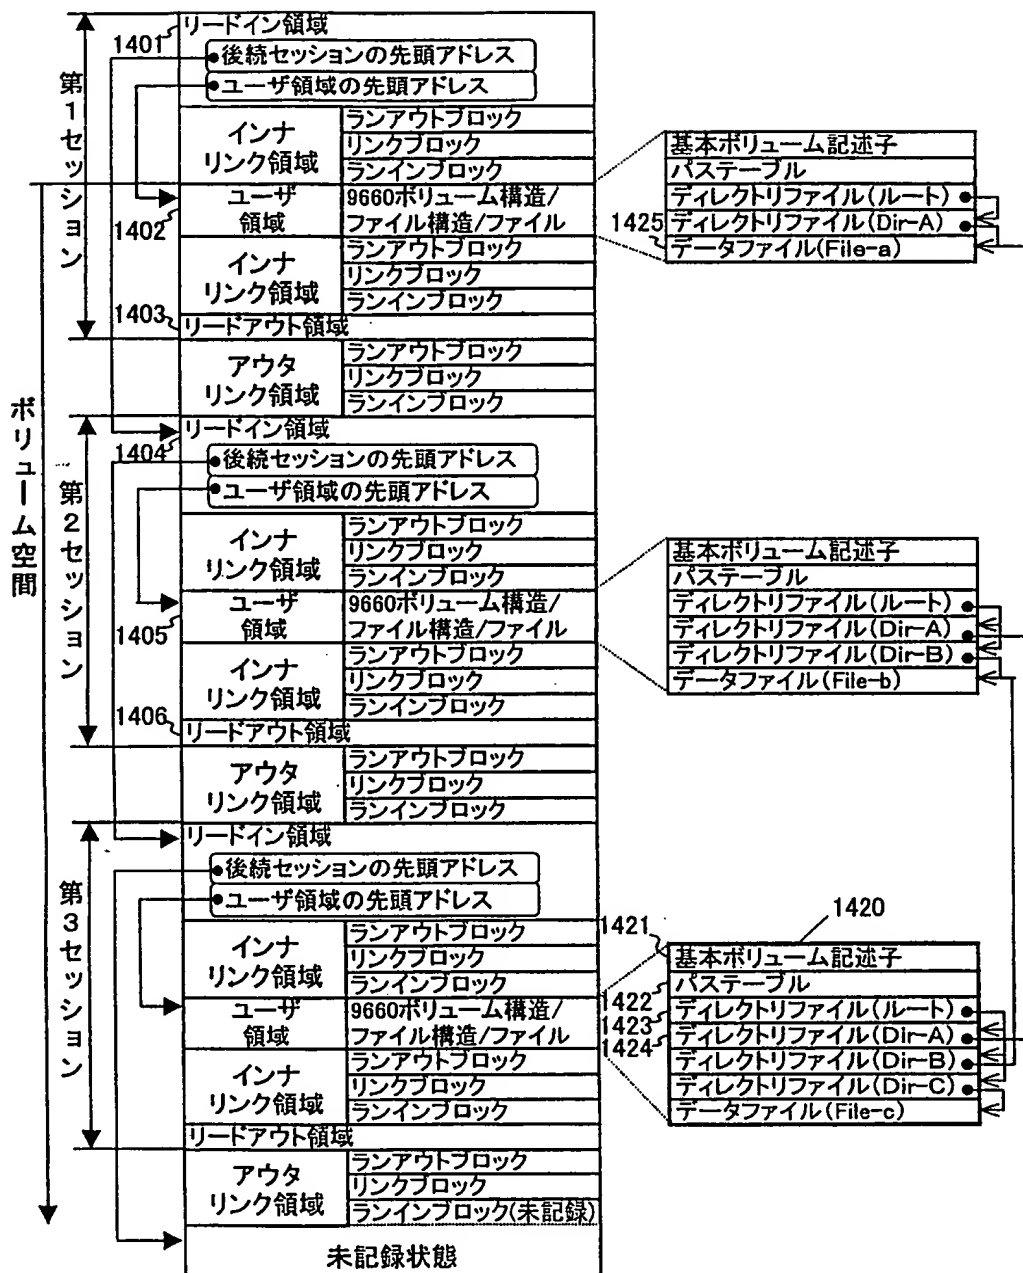 ボリューム空間
第1セッション
1401
リードイン領域
後続セッションの先頭アドレス
ユーザ領域の先頭アドレス
インナ
リンク領域
ランアウトブロック
リンクブロック
ランインブロック
1402
ユーザ
領域
9660ボリューム構造/
ファイル構造/ファイル
インナ
リンク領域
ランアウトブロック
リンクブロック
ランインブロック
1403
リードアウト領域
アウタ
リンク領域
ランアウトブロック
リンクブロック
ランインブロック
基本ボリューム記述子
パステーブル
ディレクトリファイル(ルート)
ディレクトリファイル(Dir-A)
1425
データファイル(File-a)
第2セッション
1404
リードイン領域
後続セッションの先頭アドレス
ユーザ領域の先頭アドレス
インナ
リンク領域
ランアウトブロック
リンクブロック
ランインブロック
1405
ユーザ
領域
9660ボリューム構造/
ファイル構造/ファイル
インナ
リンク領域
ランアウトブロック
リンクブロック
ランインブロック
1406
リードアウト領域
アウタ
リンク領域
ランアウトブロック
リンクブロック
ランインブロック
基本ボリューム記述子
パステーブル
ディレクトリファイル(ルート)
ディレクトリファイル(Dir-A)
ディレクトリファイル(Dir-B)
データファイル(File-b)
第3セッション
リードイン領域
後続セッションの先頭アドレス
ユーザ領域の先頭アドレス
インナ
リンク領域
ランアウトブロック
リンクブロック
ランインブロック
ユーザ
領域
9660ボリューム構造/
ファイル構造/ファイル
インナ
リンク領域
ランアウトブロック
リンクブロック
ランインブロック
リードアウト領域
アウタ
リンク領域
ランアウトブロック
リンクブロック
ランインブロック(未記録)
未記録状態
1420
1421
基本ボリューム記述子
1422
パステーブル
1423
ディレクトリファイル(ルート)
1424
ディレクトリファイル(Dir-A)
ディレクトリファイル(Dir-B)
ディレクトリファイル(Dir-C)
データファイル(File-c)